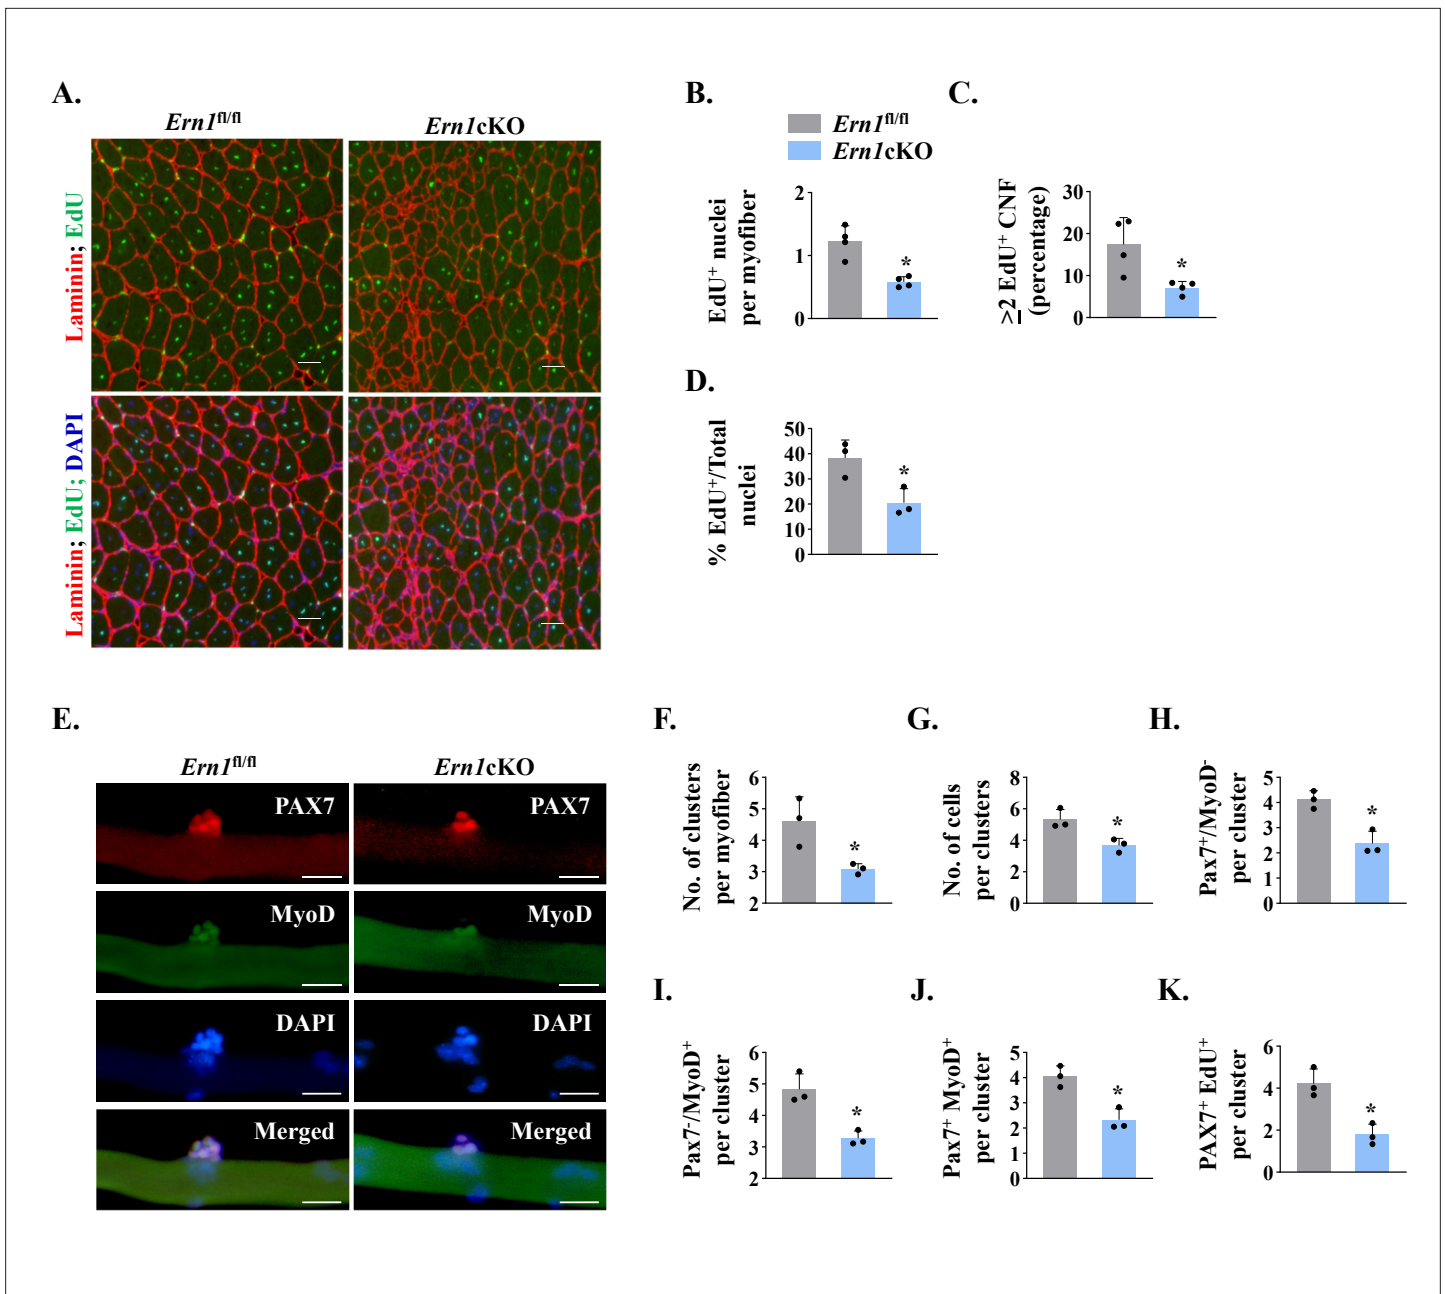 A.
Ern1fl/fl
Ern1cKO
Laminin; EdU
Laminin; EdU; DAPI
B.
Ern1fl/fl
Ern1cKO
EdU+ nuclei
per myofiber
2
1
0
*
C.
≥2 EdU+ CNF
(percentage)
30
20
10
0
*
D.
% EdU+/Total
nuclei
50
40
30
20
10
0
*
E.
Ern1fl/fl
Ern1cKO
PAX7
PAX7
MyoD
MyoD
DAPI
DAPI
Merged
Merged
F.
No. of clusters
per myofiber
6
5
4
3
2
*
G.
No. of cells
per clusters
8
6
4
2
0
*
H.
Pax7+/MyoD-
per cluster
5
4
3
2
1
0
*
I.
Pax7-/MyoD+
per cluster
6
5
4
3
2
*
J.
Pax7+ MyoD+
per cluster
5
4
3
2
1
0
*
K.
PAX7+ EdU+
per cluster
6
4
2
0
*